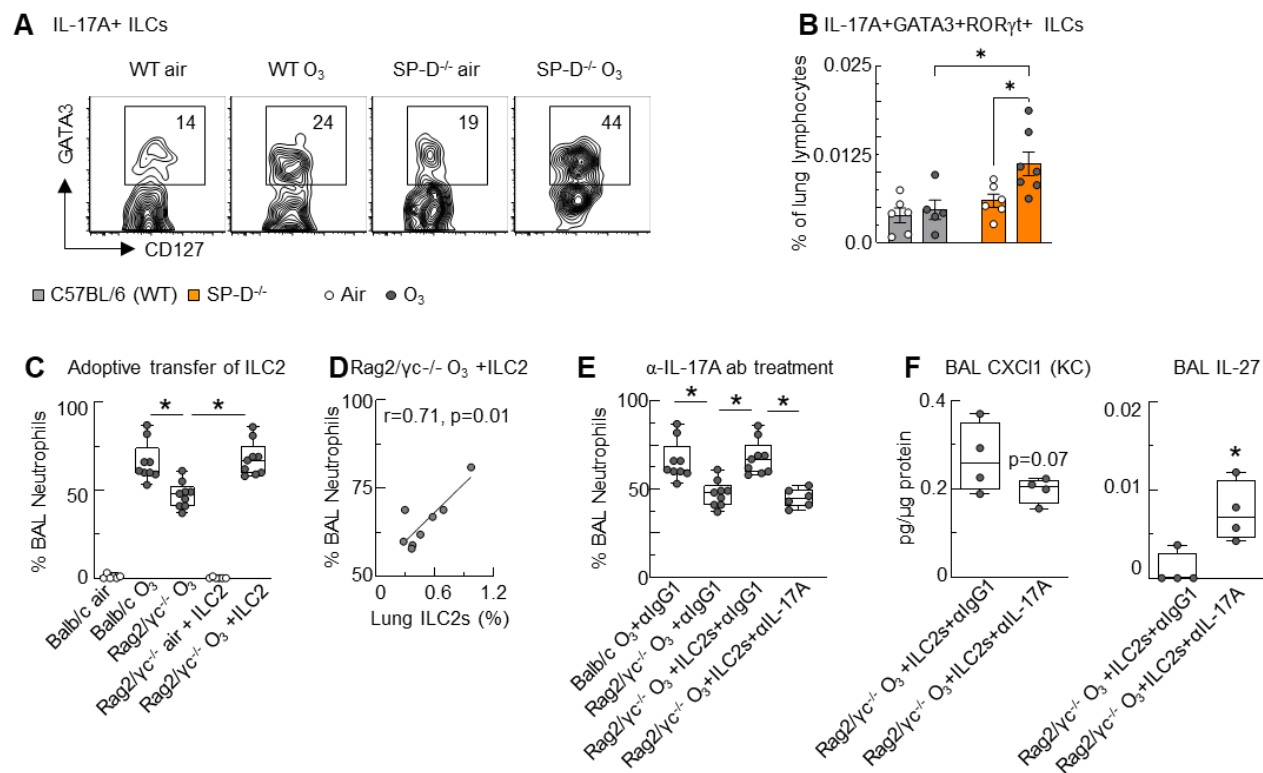 A IL-17A+ ILCs
WT air
WT O₃
SP-D⁻/⁻ air
SP-D⁻/⁻ O₃
14
24
19
44
GATA3
CD127
C57BL/6 (WT) SP-D⁻/⁻ Air O₃
B IL-17A+GATA3+RORγt+ ILCs
*
*
0.025
0.0125
0.0
% of lung lymphocytes
C Adoptive transfer of ILC2
100
50
0
% BAL Neutrophils
* *
Balb/c air
Balb/c O₃
Rag2/γc⁻/⁻ O₃
Rag2/γc⁻/⁻ air + ILC2
Rag2/γc⁻/⁻ O₃ +ILC2
D Rag2/γc-/- O₃ +ILC2
r=0.71, p=0.01
100
75
50
% BAL Neutrophils
0 0.6 1.2
Lung ILC2s (%)
E α-IL-17A ab treatment
100
50
0
% BAL Neutrophils
* * *
Balb/c O₃+αIgG1
Rag2/γc⁻/⁻ O₃ +αIgG1
Rag2/γc⁻/⁻ O₃ +ILC2s+αIgG1
Rag2/γc⁻/⁻ O₃+ILC2s+αIL-17A
F BAL CXCl1 (KC)
0.4
0.2
0
pg/µg protein
p=0.07
Rag2/γc⁻/⁻ O₃ +ILC2s+αIgG1
Rag2/γc⁻/⁻ O₃+ILC2s+αIL-17A
BAL IL-27
0.02
0.01
0
*
Rag2/γc⁻/⁻ O₃ +ILC2s+αIgG1
Rag2/γc⁻/⁻ O₃+ILC2s+αIL-17A